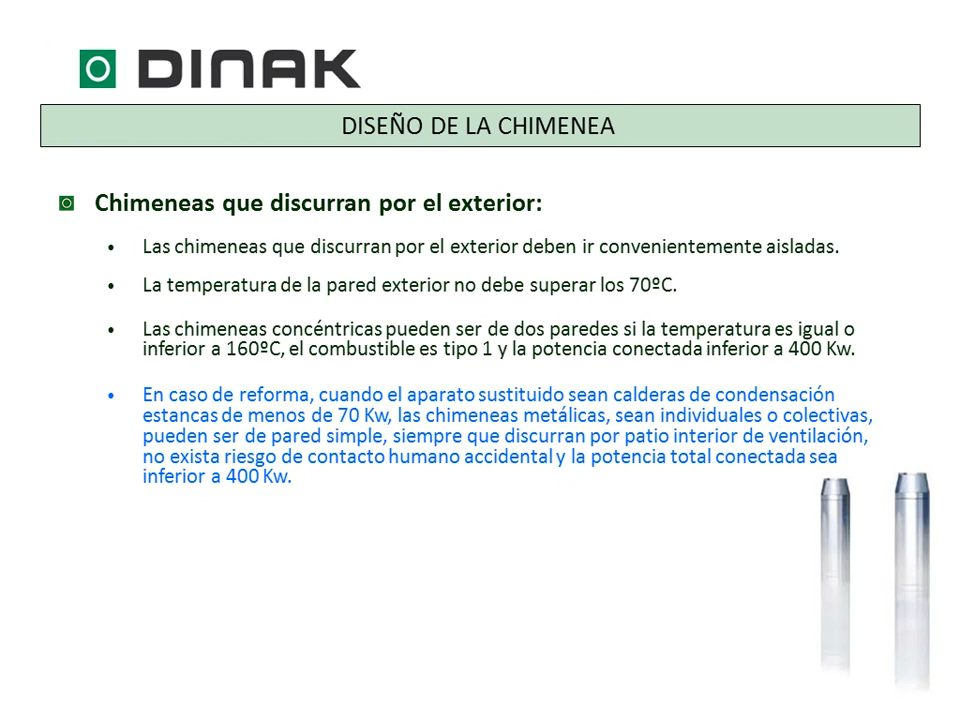 DINAK
DISEÑO DE LA CHIMENEA
Chimeneas que discurran por el exterior:
• Las chimeneas que discurran por el exterior deben ir convenientemente aisladas.
• La temperatura de la pared exterior no debe superar los 70ºC.
• Las chimeneas concéntricas pueden ser de dos paredes si la temperatura es igual o
inferior a 160ºC, el combustible es tipo 1 y la potencia conectada inferior a 400 Kw.
• En caso de reforma, cuando el aparato sustituido sean calderas de condensación
estancas de menos de 70 Kw, las chimeneas metálicas, sean individuales o colectivas,
pueden ser de pared simple, siempre que discurran por patio interior de ventilación,
no exista riesgo de contacto humano accidental y la potencia total conectada sea
inferior a 400 Kw.